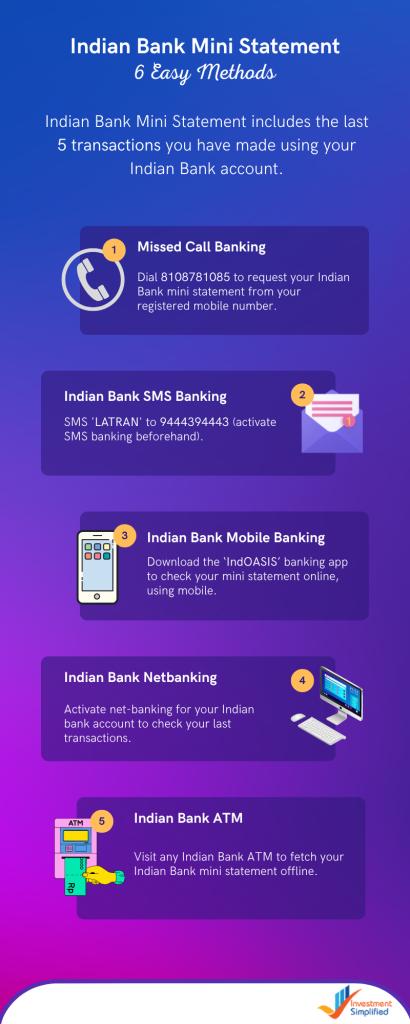 Indian Bank Mini Statement
6 Easy Methods
Indian Bank Mini Statement includes the last
5 transactions you have made using your
Indian Bank account.
1
Missed Call Banking
Dial 8108781085 to request your Indian
Bank mini statement from your
registered mobile number.
Indian Bank SMS Banking
2
SMS 'LATRAN' to 9444394443 (activate
SMS banking beforehand).
1
3
Indian Bank Mobile Banking
Download the ‘IndOASIS’ banking app
to check your mini statement online,
using mobile.
Indian Bank Netbanking
4
Activate net-banking for your Indian
bank account to check your last
transactions.
ATM
5
Indian Bank ATM
Visit any Indian Bank ATM to fetch your
Indian Bank mini statement offline.
Rp
Investment
Simplified